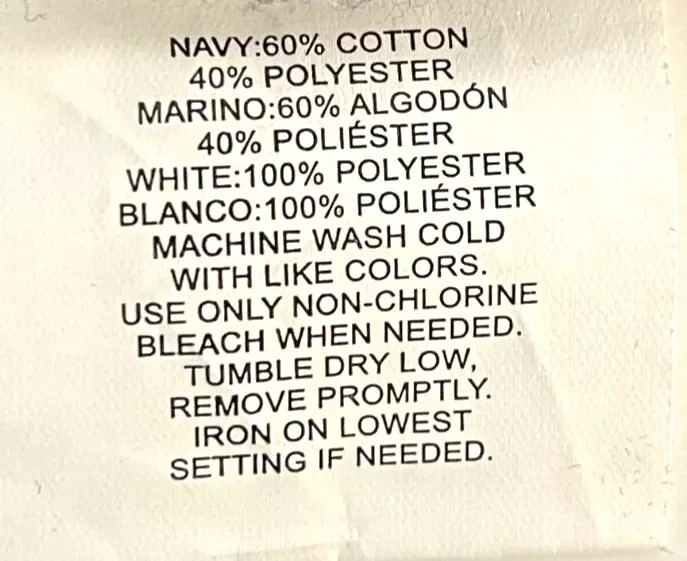 NAVY:60% COTTON
40% POLYESTER
MARINO:60% ALGODÓN
40% POLIÉSTER
WHITE:100% POLYESTER
BLANCO:100% POLIÉSTER
MACHINE WASH COLD
WITH LIKE COLORS.
USE ONLY NON-CHLORINE
BLEACH WHEN NEEDED.
TUMBLE DRY LOW,
REMOVE PROMPTLY.
IRON ON LOWEST
SETTING IF NEEDED.